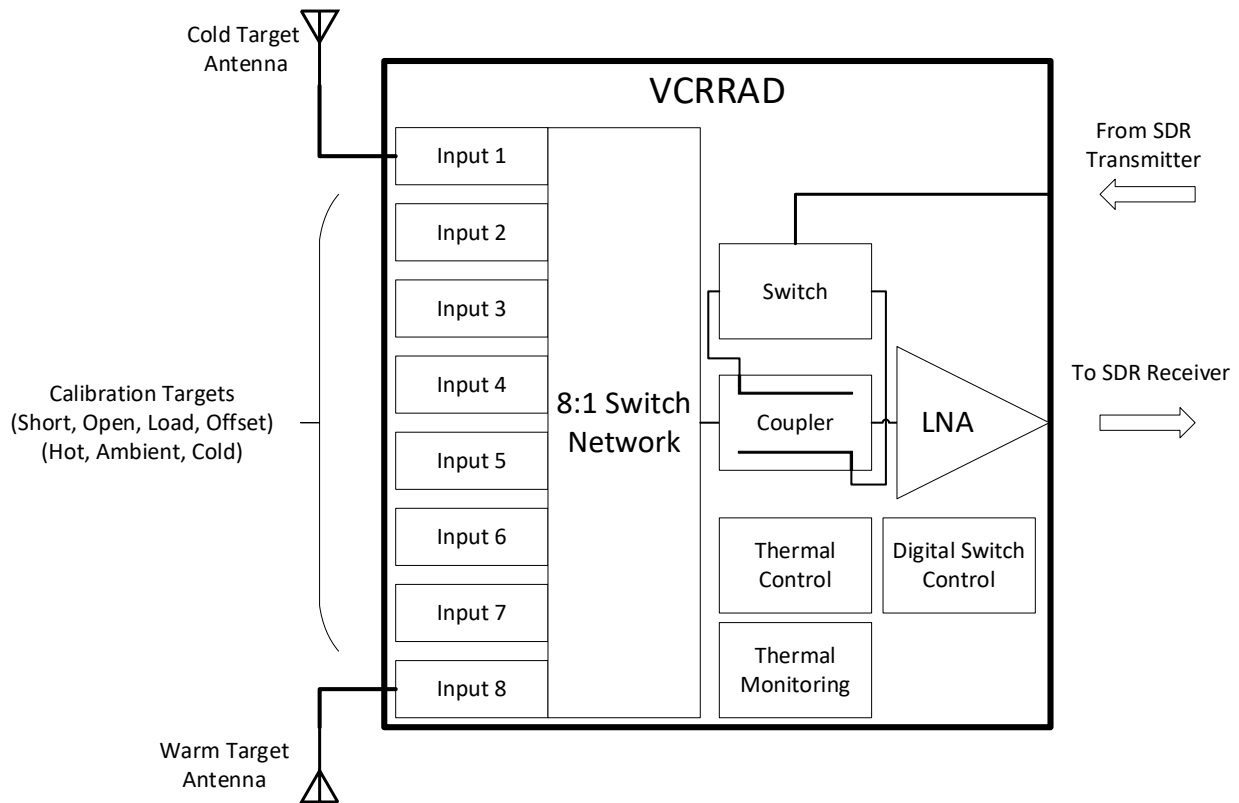 Cold Target
Antenna
VCRRAD
From SDR
Transmitter
Input 1
Input 2
Input 3
Input 4
Input 5
Input 6
Input 7
Input 8
Calibration Targets
(Short, Open, Load, Offset)
(Hot, Ambient, Cold)
8:1 Switch
Network
Switch
Coupler
LNA
To SDR Receiver
Thermal
Control
Digital Switch
Control
Thermal
Monitoring
Warm Target
Antenna